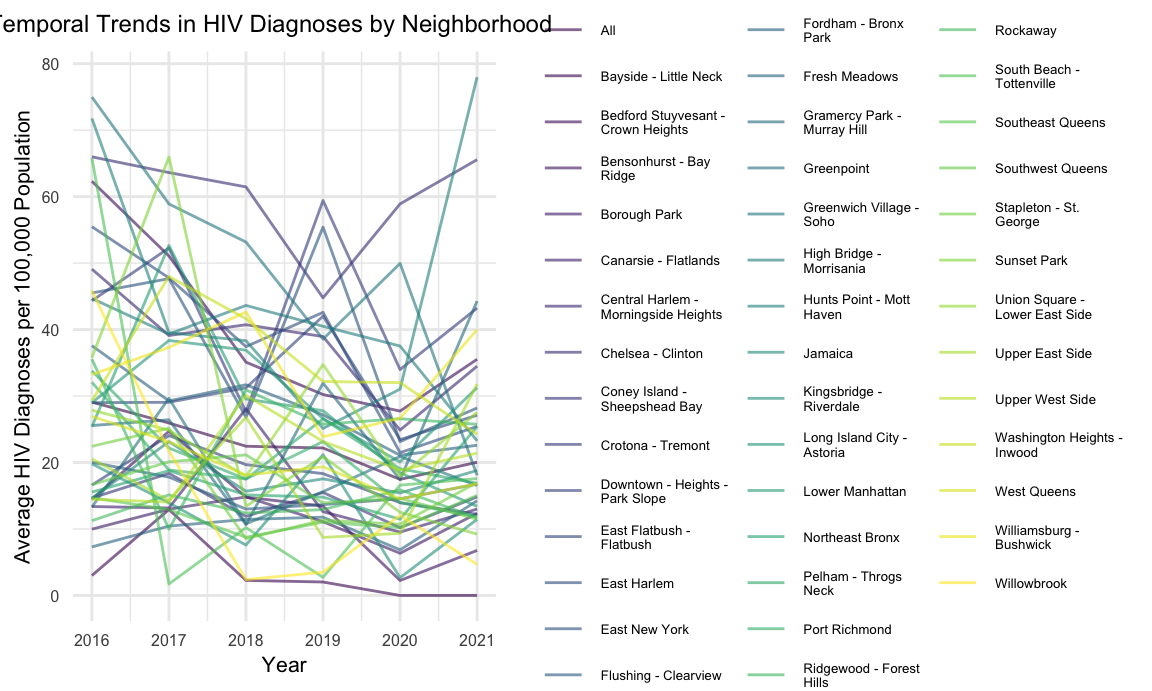 Temporal Trends in HIV Diagnoses by Neighborhood
Average HIV Diagnoses per 100,000 Population
80
60
40
20
0
2016 2017 2018 2019 2020 2021
Year
All
Bayside - Little Neck
Bedford Stuyvesant -
Crown Heights
Bensonhurst - Bay
Ridge
Borough Park
Canarsie - Flatlands
Central Harlem -
Morningside Heights
Chelsea - Clinton
Coney Island -
Sheepshead Bay
Crotona - Tremont
Downtown - Heights -
Park Slope
East Flatbush -
Flatbush
East Harlem
East New York
Flushing - Clearview
Fordham - Bronx
Park
Fresh Meadows
Gramercy Park -
Murray Hill
Greenpoint
Greenwich Village -
Soho
High Bridge -
Morrisania
Hunts Point - Mott
Haven
Jamaica
Kingsbridge -
Riverdale
Long Island City -
Astoria
Lower Manhattan
Northeast Bronx
Pelham - Throgs
Neck
Port Richmond
Ridgewood - Forest
Hills
Rockaway
South Beach -
Tottenville
Southeast Queens
Southwest Queens
Stapleton - St.
George
Sunset Park
Union Square -
Lower East Side
Upper East Side
Upper West Side
Washington Heights -
Inwood
West Queens
Williamsburg -
Bushwick
Willowbrook